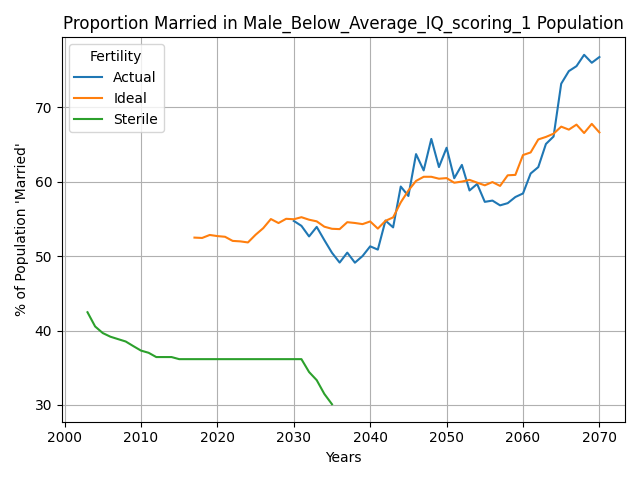 Proportion Married in Male_Below_Average_IQ_scoring_1 Population
Fertility
Actual
Ideal
Sterile
% of Population 'Married'
70
60
50
40
30
2000 2010 2020 2030 2040 2050 2060 2070
Years